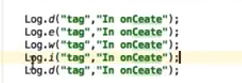 Log.d("tag","In onCeate");
Log.e("tag","In onCeate");
Log.w("tag","In onCeate");
Log.i("tag","In onCeate");
Log.d("tag","In onCeate");